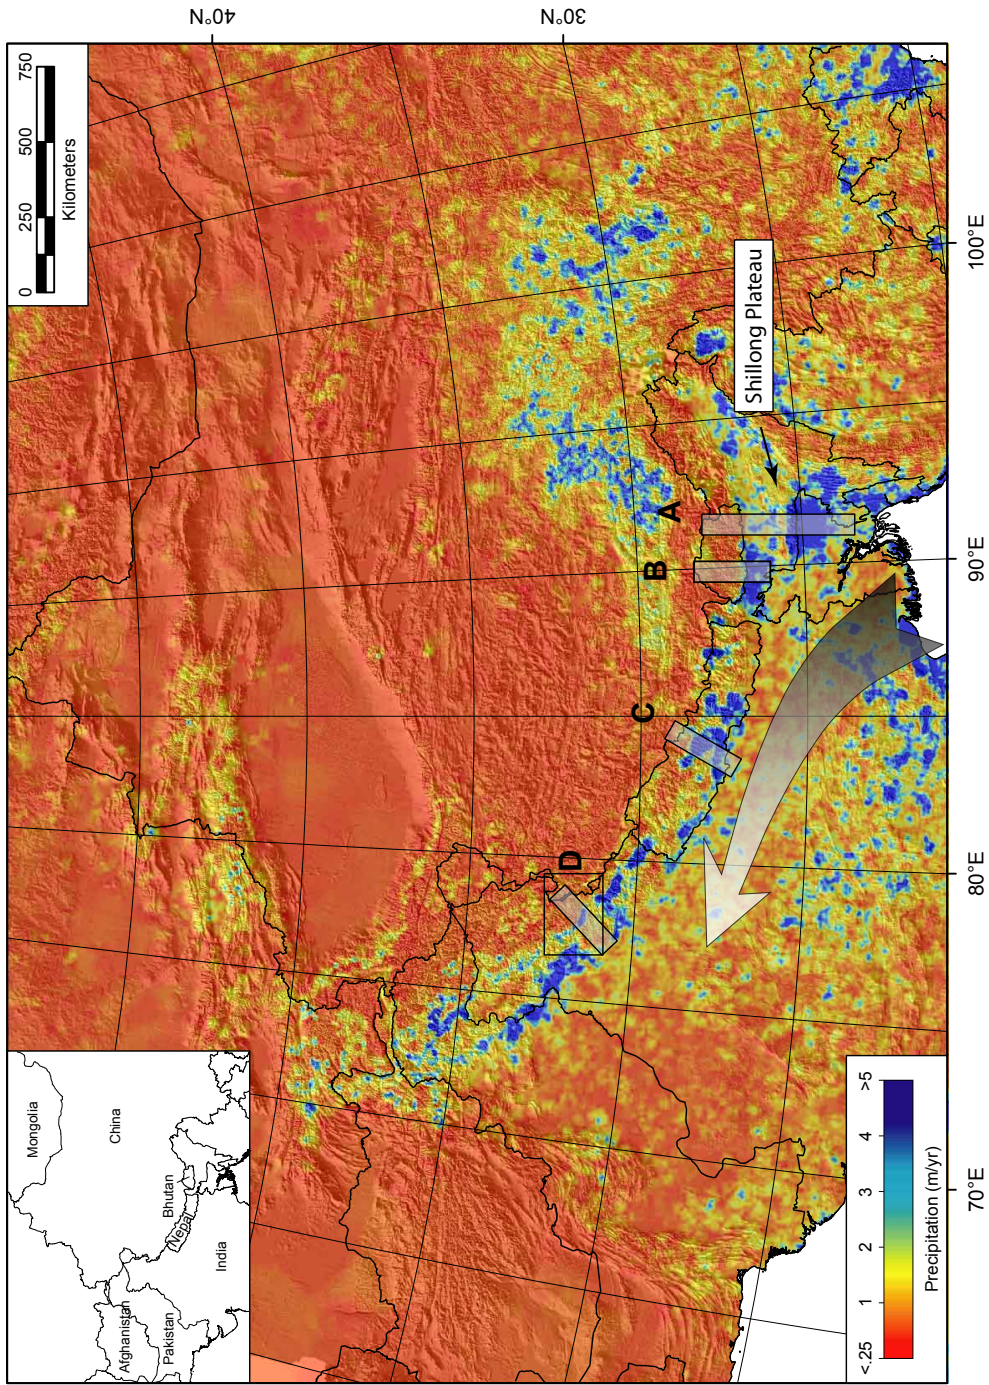 40°N
30°N
0 250 500 750
Kilometers
Mongolia
China
Afghanistan
Pakistan
Nepal
Bhutan
India
A
B
C
D
Shillong Plateau
<.25 1 2 3 4 >5
Precipitation (m/yr)
70°E
80°E
90°E
100°E